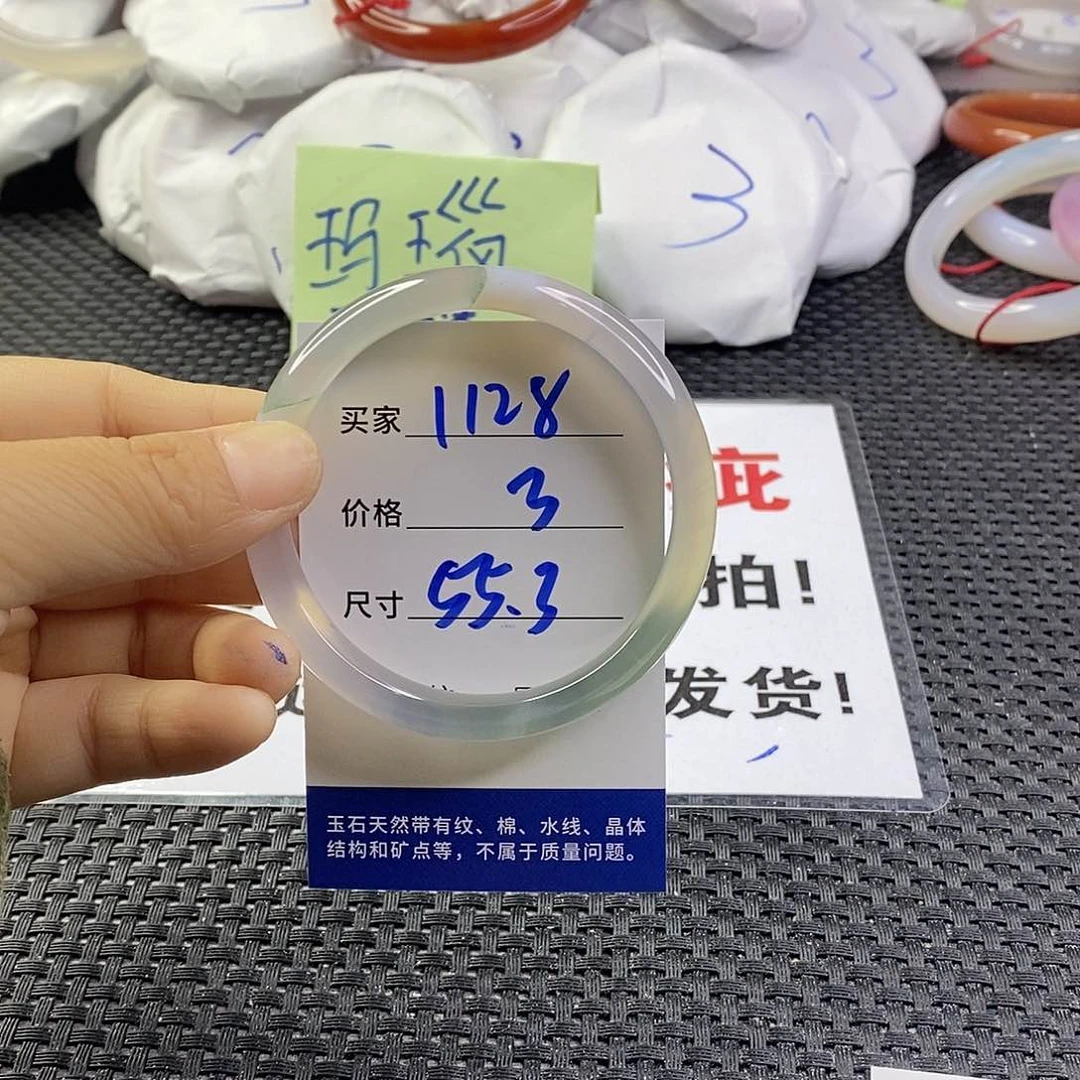 3
3
玛瑙
买家 1128
价格 3
尺寸 55.3
疵
拍！
发货！
玉石天然带有纹、棉、水线、晶体
结构和矿点等，不属于质量问题。